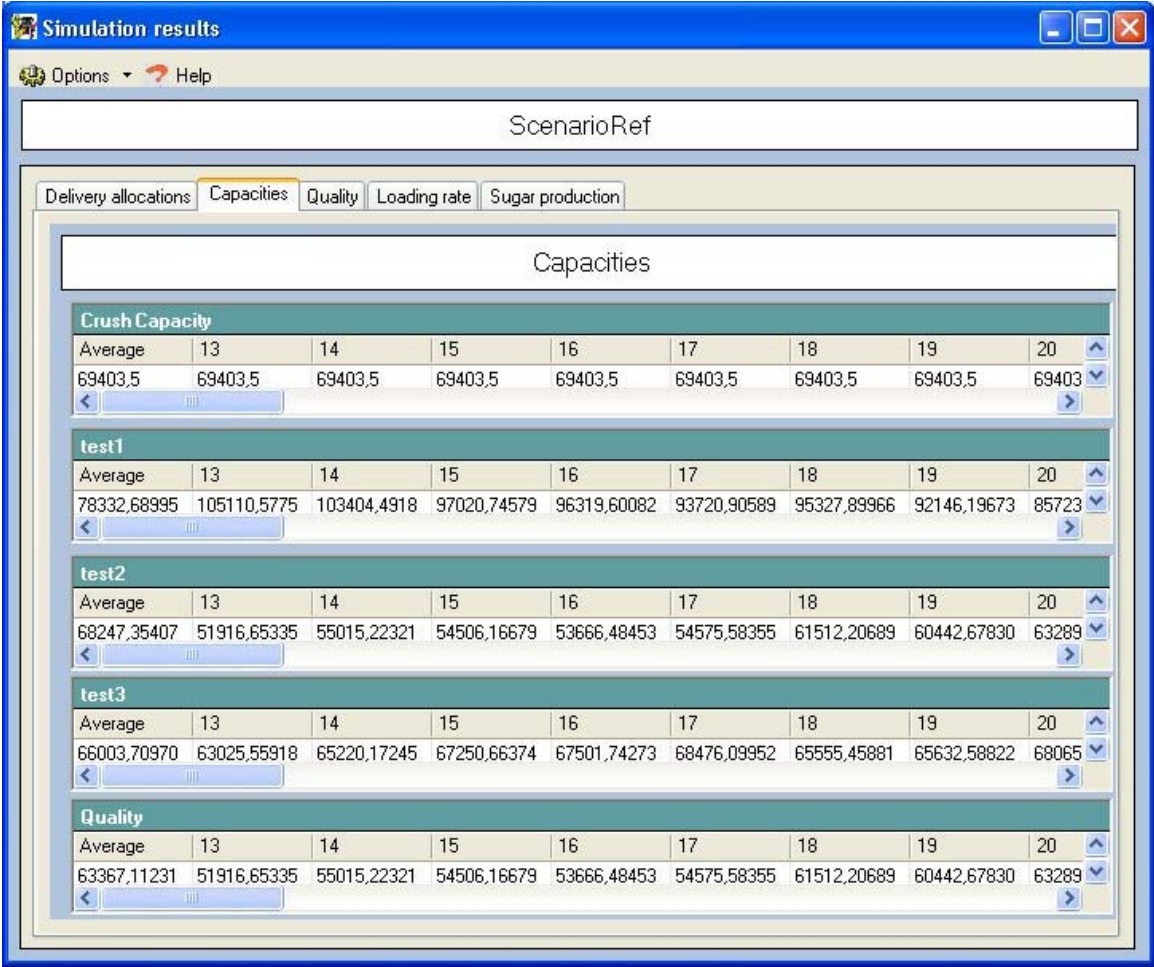 Simulation results
Options Help
ScenarioRef
Delivery allocations Capacities Quality Loading rate Sugar production
Capacities
Crush Capacity
Average 13 14 15 16 17 18 19 20
69403,5 69403,5 69403,5 69403,5 69403,5 69403,5 69403,5 69403,5 69403
test1
Average 13 14 15 16 17 18 19 20
78332,68995 105110,5775 103404,4918 97020,74579 96319,60082 93720,90589 95327,89966 92146,19673 85723
test2
Average 13 14 15 16 17 18 19 20
68247,35407 51916,65335 55015,22321 54506,16679 53666,48453 54575,58355 61512,20689 60442,67830 63289
test3
Average 13 14 15 16 17 18 19 20
66003,70970 63025,55918 65220,17245 67250,66374 67501,74273 68476,09952 65555,45881 65632,58822 68065
Quality
Average 13 14 15 16 17 18 19 20
63367,11231 51916,65335 55015,22321 54506,16679 53666,48453 54575,58355 61512,20689 60442,67830 63289